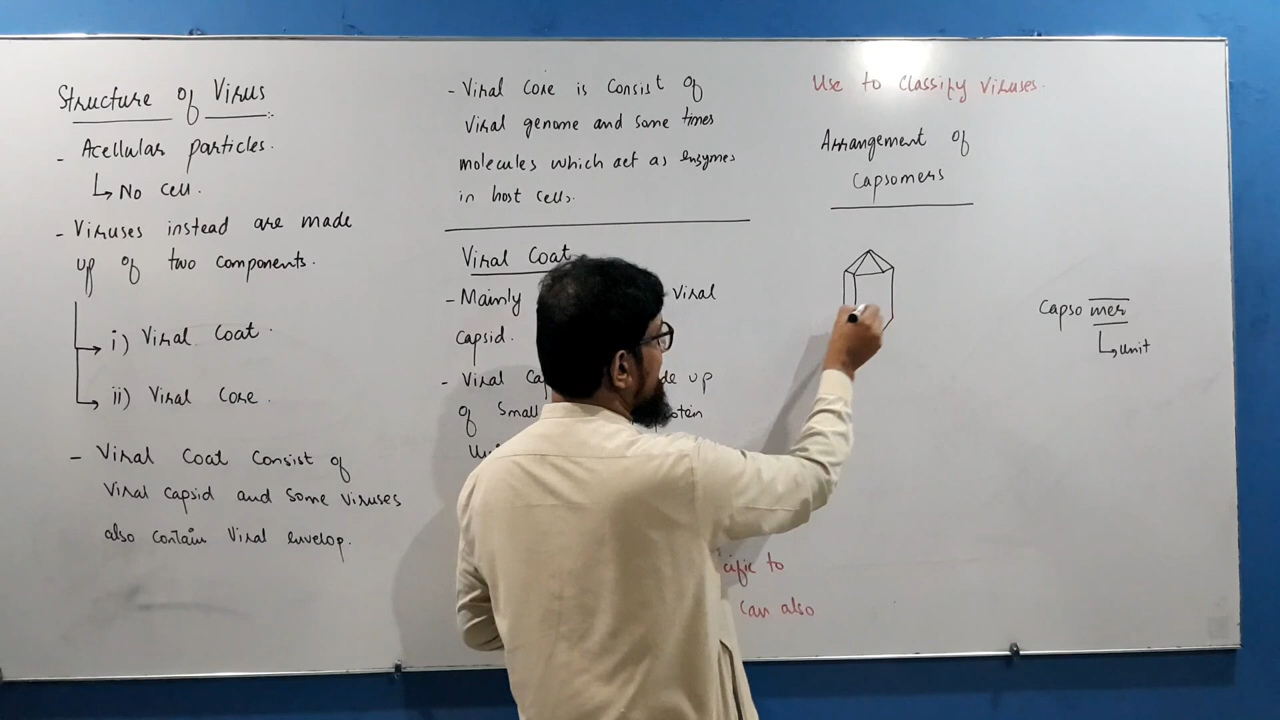 Structure of Virus
- Acellular particles.
No cell.
- Viruses instead are made
up of two components.
i) Viral Coat.
ii) Viral Core.
- Viral Coat Consist of
Viral Capsid and Some Viruses
also contain Viral envelop.
- Viral Core is Consist of
Viral genome and Some times
molecules which act as enzymes
in host cells.
Viral Coat
- Mainly Viral
Capsid.
- Viral up
of Small
to
Can also
Use to Classify Viruses.
Arrangement of
Capsomers
Capsomer
Unit